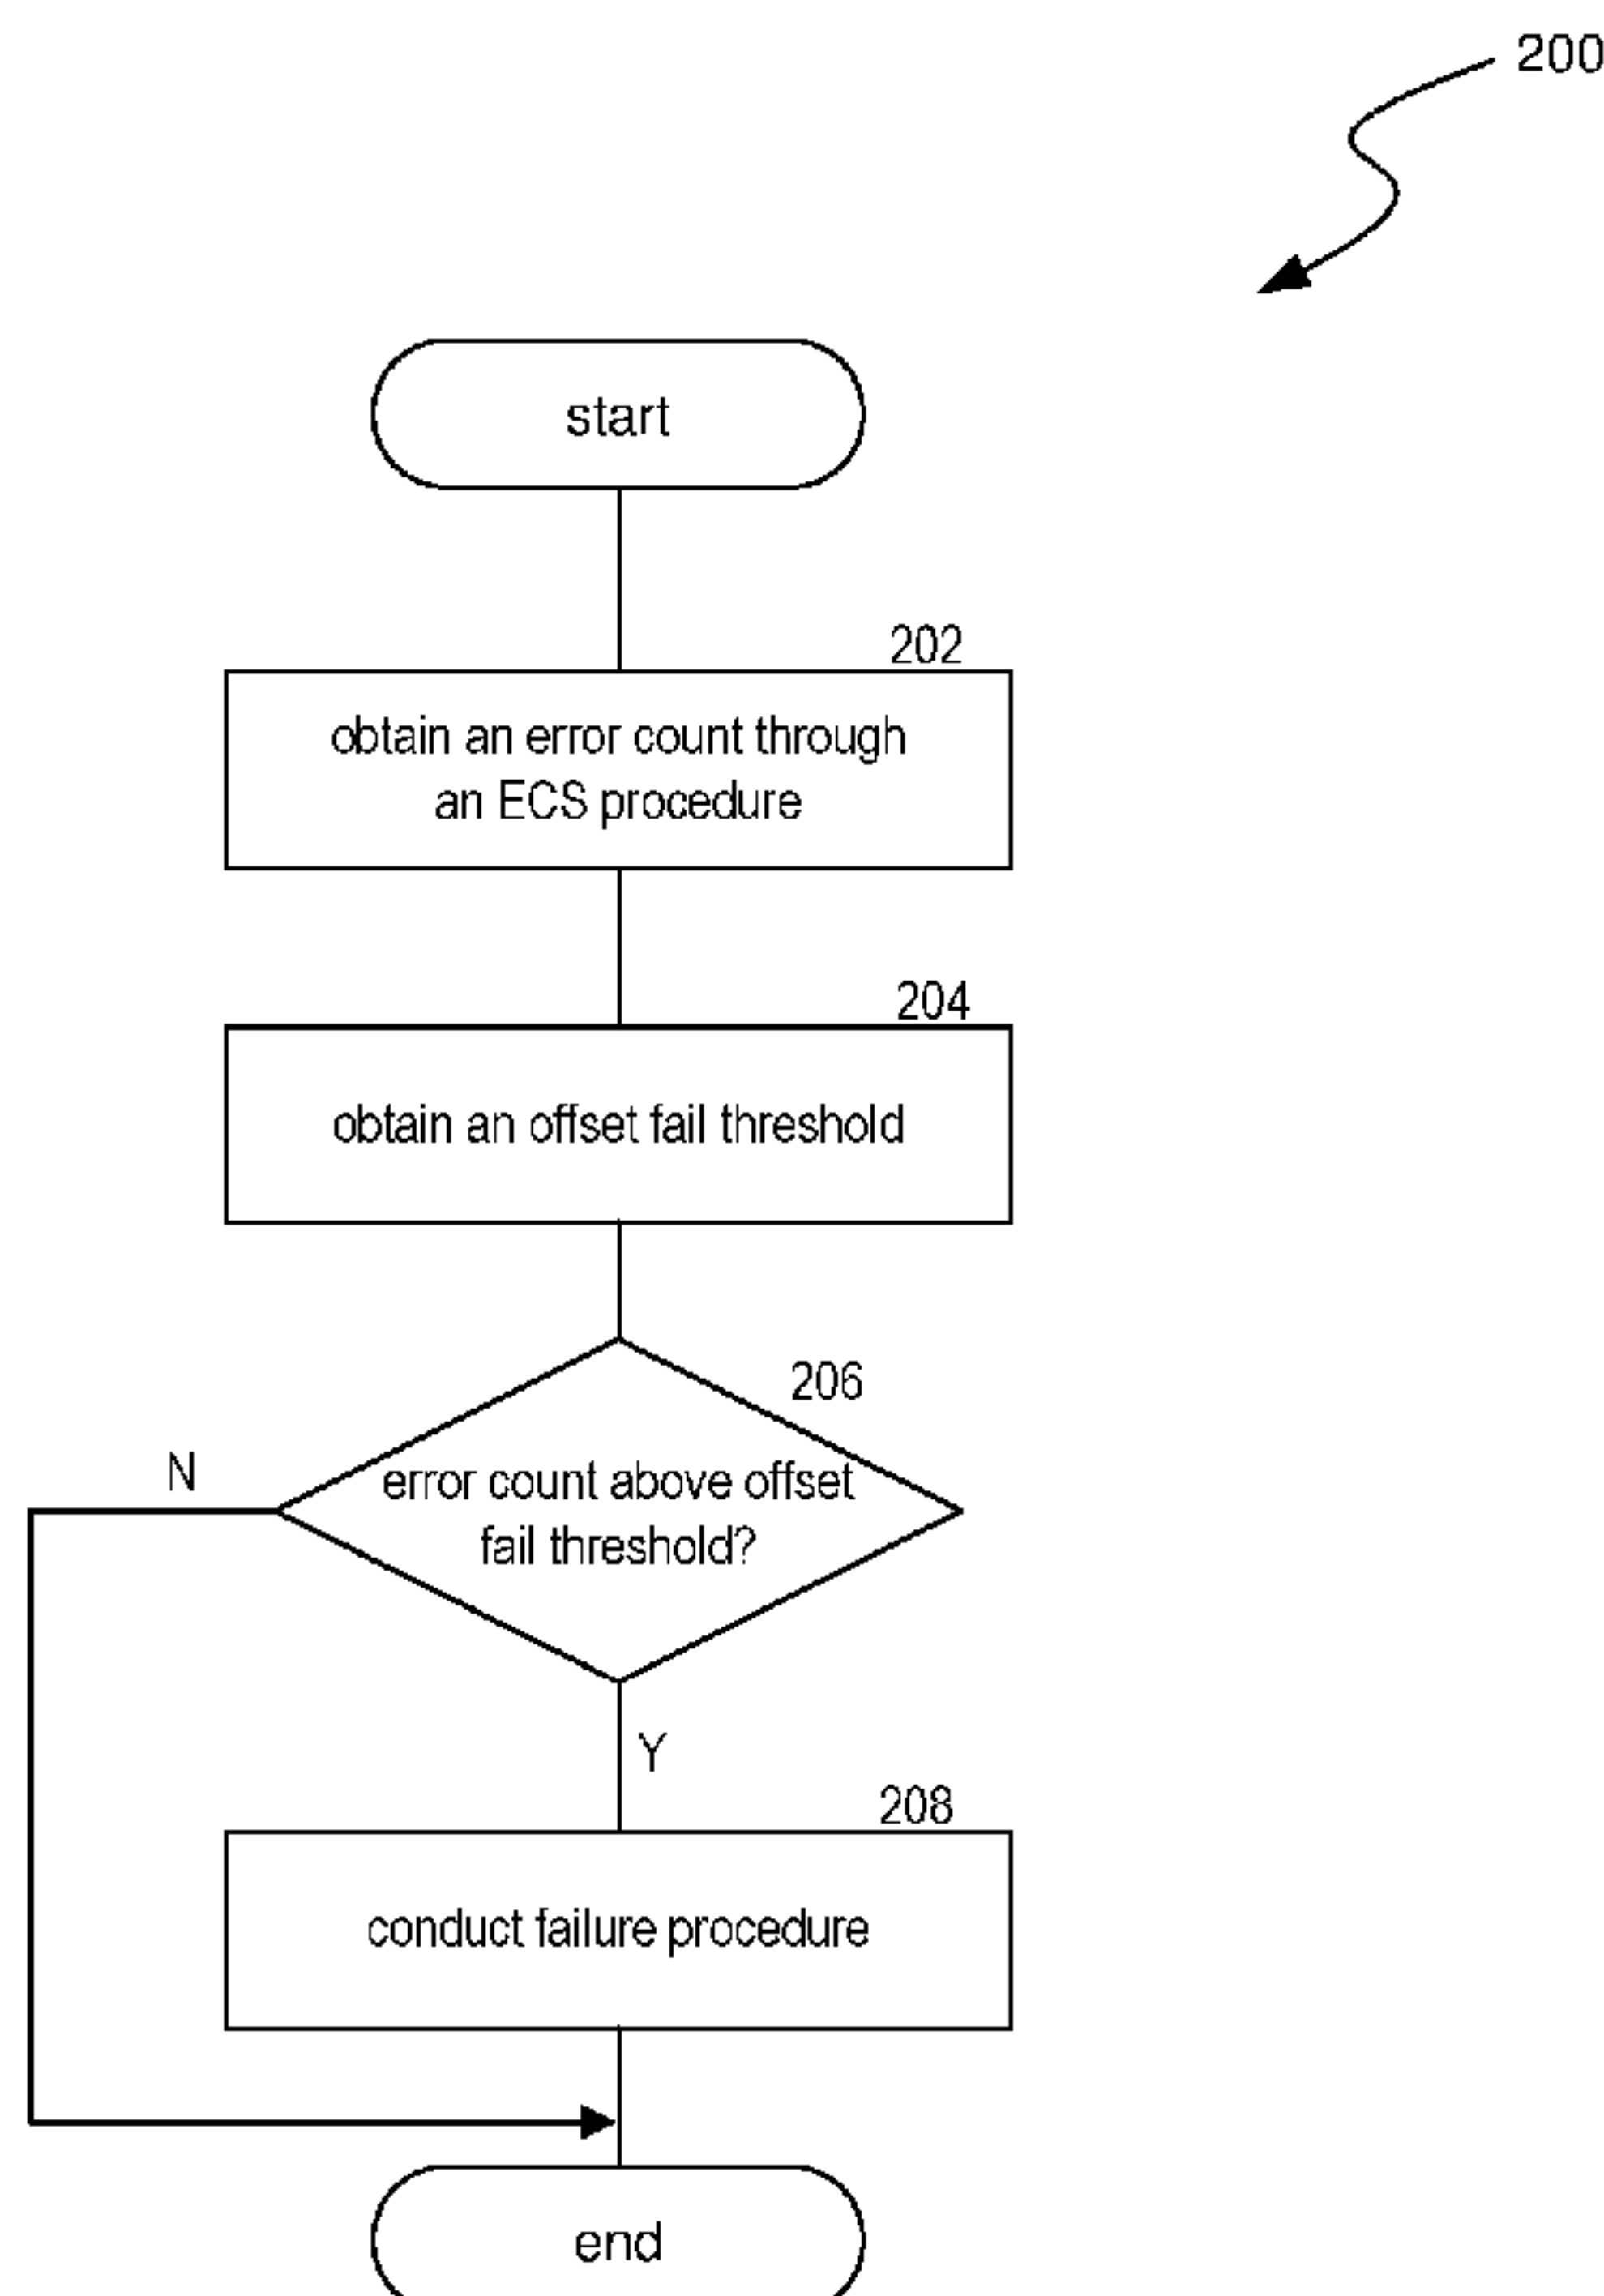 200
start
202
obtain an error count through
an ECS procedure
204
obtain an offset fail threshold
206
error count above offset
fail threshold?
N
Y
208
conduct failure procedure
end